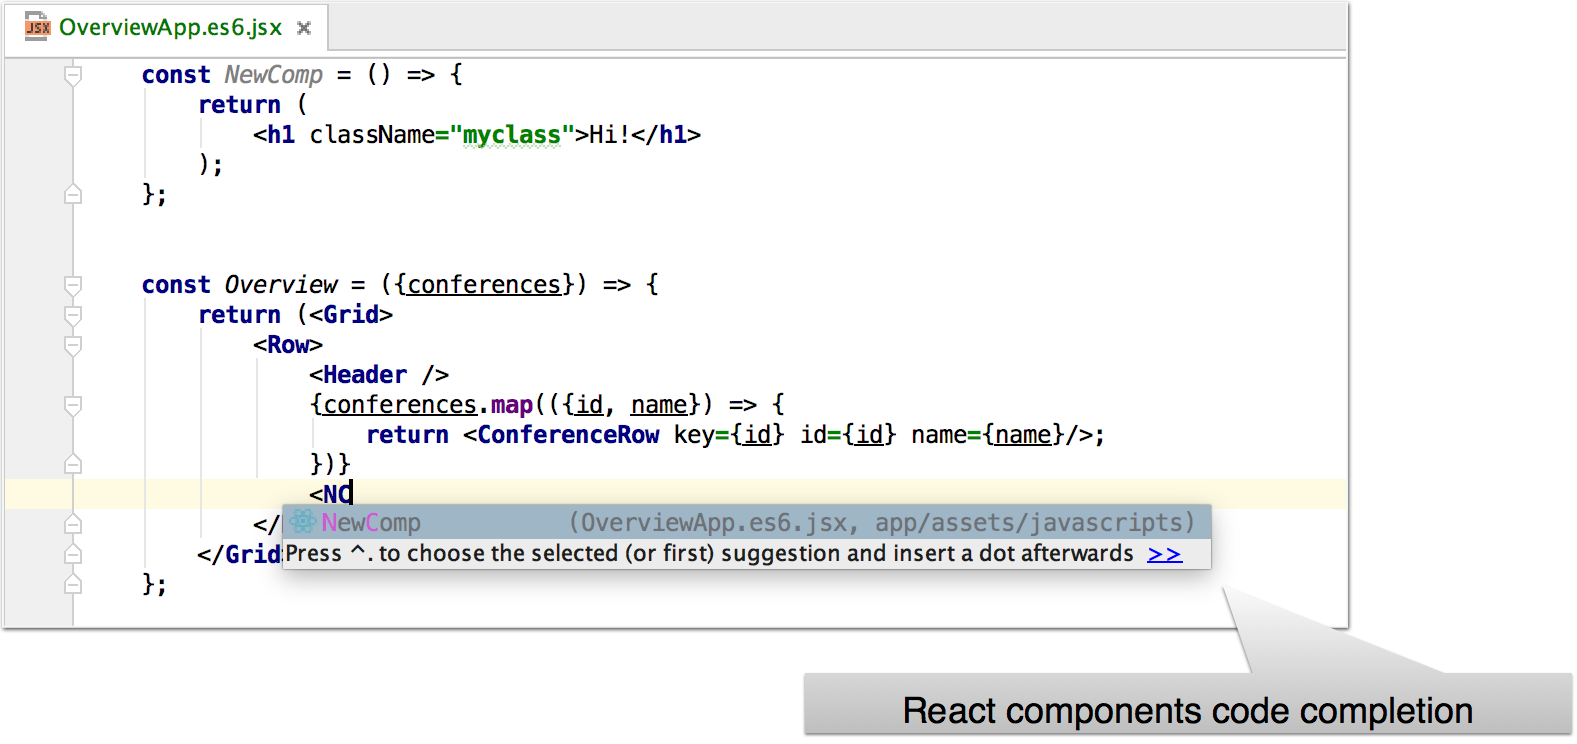 JSX OverviewApp.es6.jsx
const NewComp = () => {
return (
<h1 className="myclass">Hi!</h1>
);
};
const Overview = ({conferences}) => {
return (<Grid>
<Row>
<Header />
{conferences.map(({id, name}) => {
return <ConferenceRow key={id} id={id} name={name}/>;
})}
<NC
NewComp (OverviewApp.es6.jsx, app/assets/javascripts)
</
Press ^. to choose the selected (or first) suggestion and insert a dot afterwards >>
</Grid
};
React components code completion